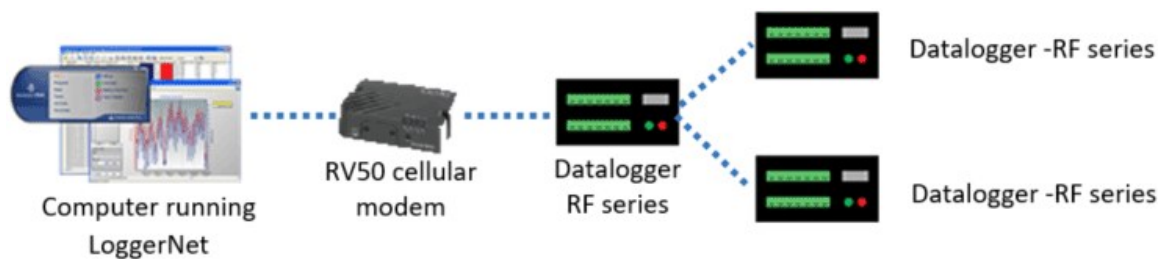 Computer running
LoggerNet
RV50 cellular
modem
Datalogger
RF series
Datalogger -RF series
Datalogger -RF series